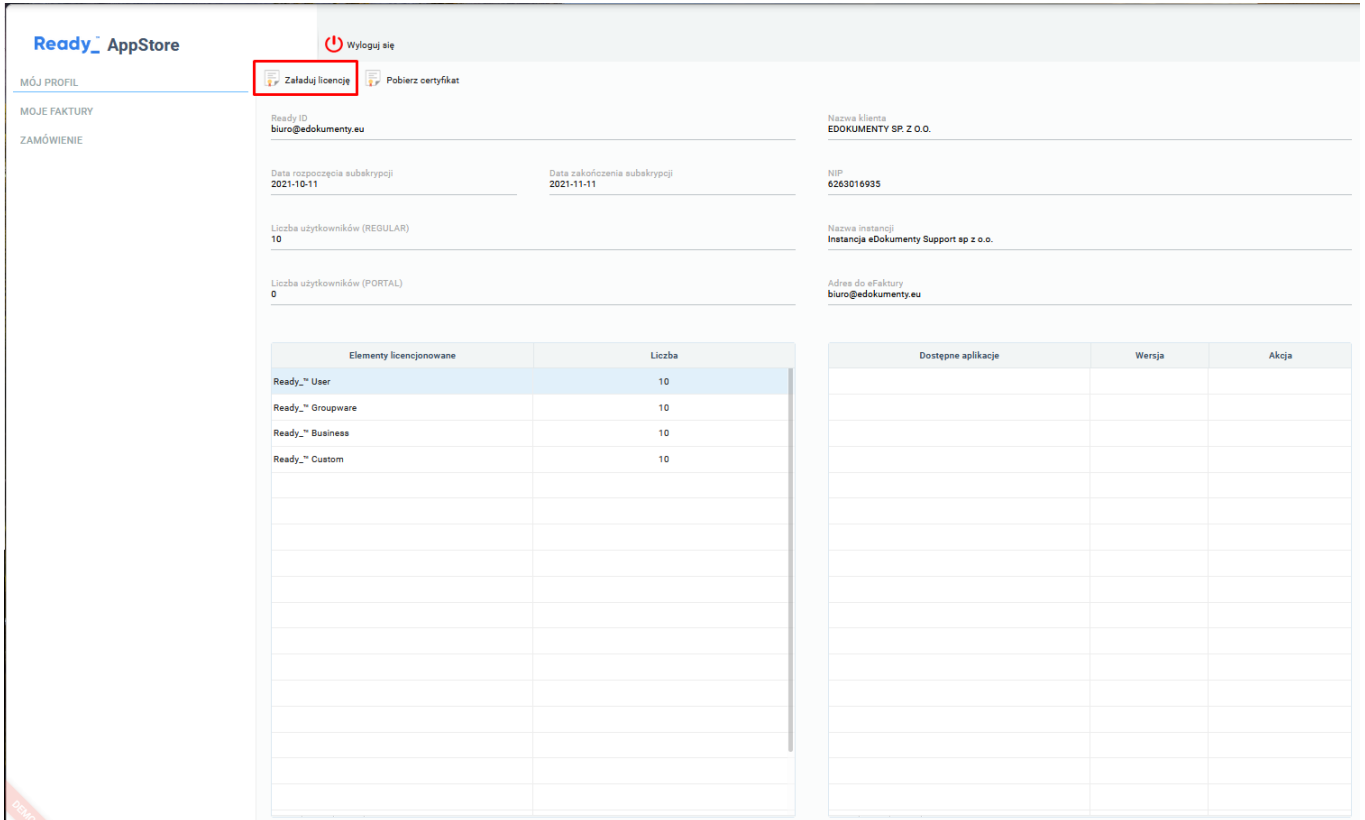 Ready_™ AppStore
Wyloguj się
MÓJ PROFIL
MOJE FAKTURY
ZAMÓWIENIE
Załaduj licencję
Pobierz certyfikat
Ready ID
biuro@edokumenty.eu
Nazwa klienta
EDOKUMENTY SP. Z O.O.
Data rozpoczęcia subskrypcji
2021-10-11
Data zakończenia subskrypcji
2021-11-11
NIP
6263016935
Liczba użytkowników (REGULAR)
10
Nazwa instancji
Instancja eDokumenty Support sp z o.o.
Liczba użytkowników (PORTAL)
0
Adres do eFaktury
biuro@edokumenty.eu
Elementy licencjonowane Liczba
Ready_™ User 10
Ready_™ Groupware 10
Ready_™ Business 10
Ready_™ Custom 10
Dostępne aplikacje Wersja Akcja
DEMO